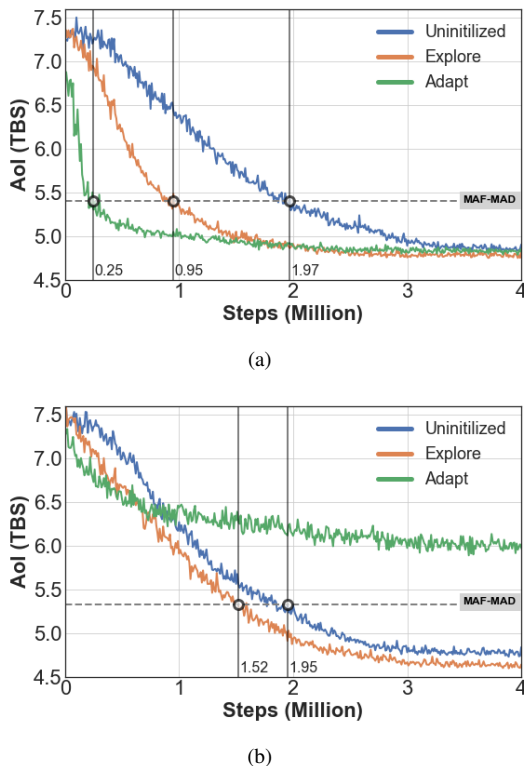 7.5
7.0
6.5
6.0
5.5
5.0
4.5
AoI (TBS)
Uninitilized
Explore
Adapt
MAF-MAD
0.25
0.95
1.97
0
1
2
3
4
Steps (Million)
(a)
7.5
7.0
6.5
6.0
5.5
5.0
4.5
AoI (TBS)
Uninitilized
Explore
Adapt
MAF-MAD
1.52
1.95
0
1
2
3
4
Steps (Million)
(b)